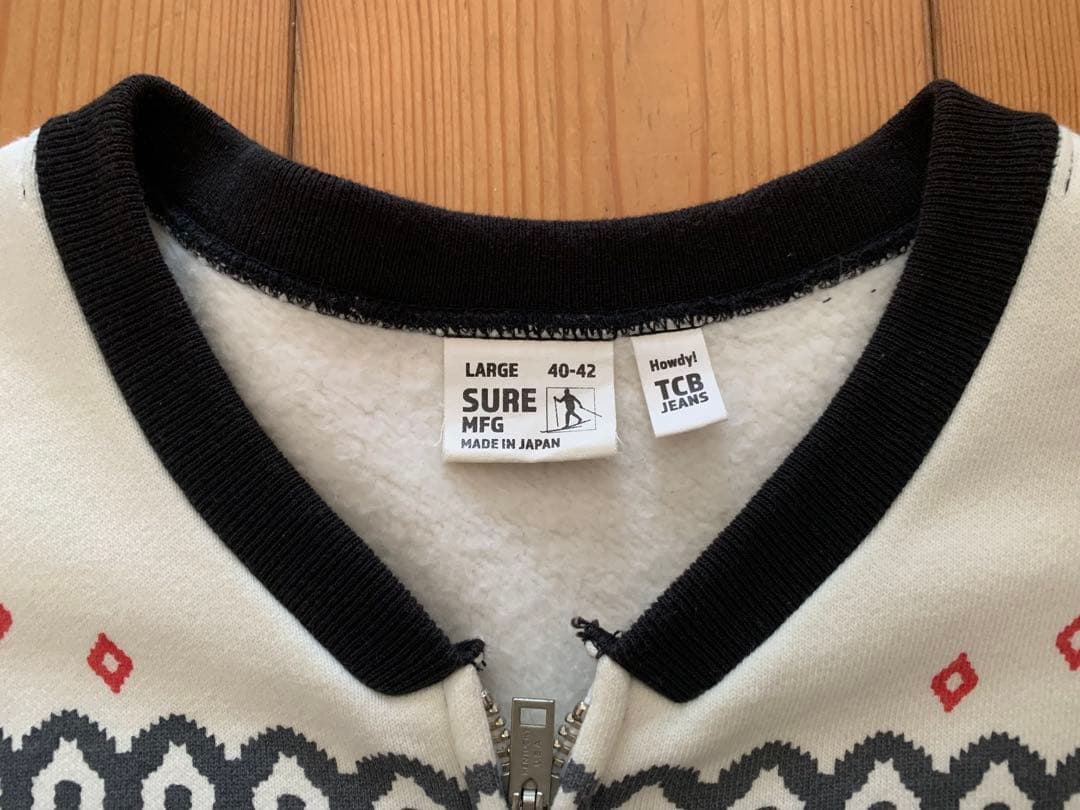 LARGE 40-42
SURE
MFG
MADE IN JAPAN
Howdy!
TCB
JEANS